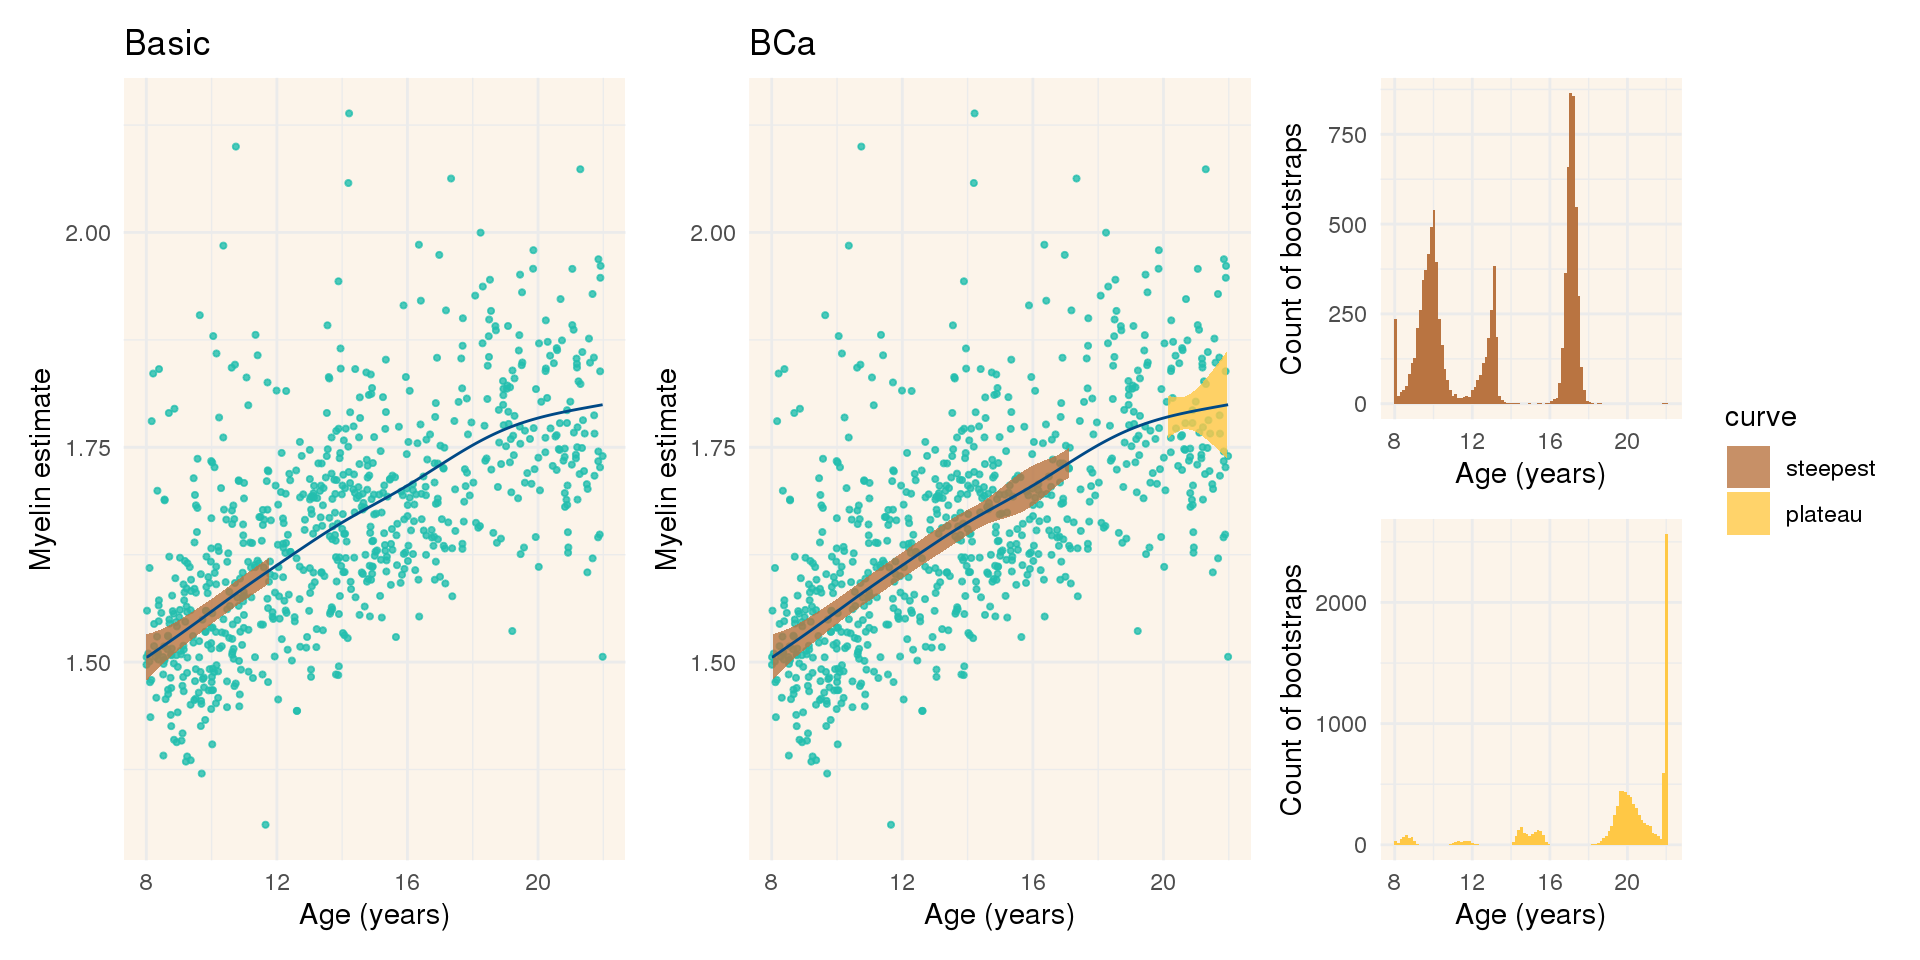 Basic
Myelin estimate
2.00
1.75
1.50
8 12 16 20
Age (years)
BCa
Myelin estimate
2.00
1.75
1.50
8 12 16 20
Age (years)
Count of bootstraps
750
500
250
0
8 12 16 20
Age (years)
Count of bootstraps
2000
1000
0
8 12 16 20
Age (years)
curve
steepest
plateau